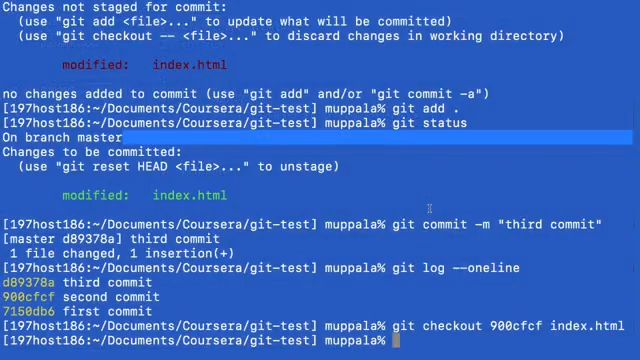 Changes not staged for commit:
(use "git add <file>..." to update what will be committed)
(use "git checkout -- <file>..." to discard changes in working directory)
modified: index.html
no changes added to commit (use "git add" and/or "git commit -a")
[197host186:~/Documents/Coursera/git-test] muppala% git add .
[197host186:~/Documents/Coursera/git-test] muppala% git status
On branch master
Changes to be committed:
(use "git reset HEAD <file>..." to unstage)
modified: index.html
[197host186:~/Documents/Coursera/git-test] muppala% git commit -m "third commit"
[master d89378a] third commit
1 file changed, 1 insertion(+)
[197host186:~/Documents/Coursera/git-test] muppala% git log --oneline
d89378a third commit
900cfcf second commit
7150db6 first commit
[197host186:~/Documents/Coursera/git-test] muppala% git checkout 900cfcf index.html
[197host186:~/Documents/Coursera/git-test] muppala%